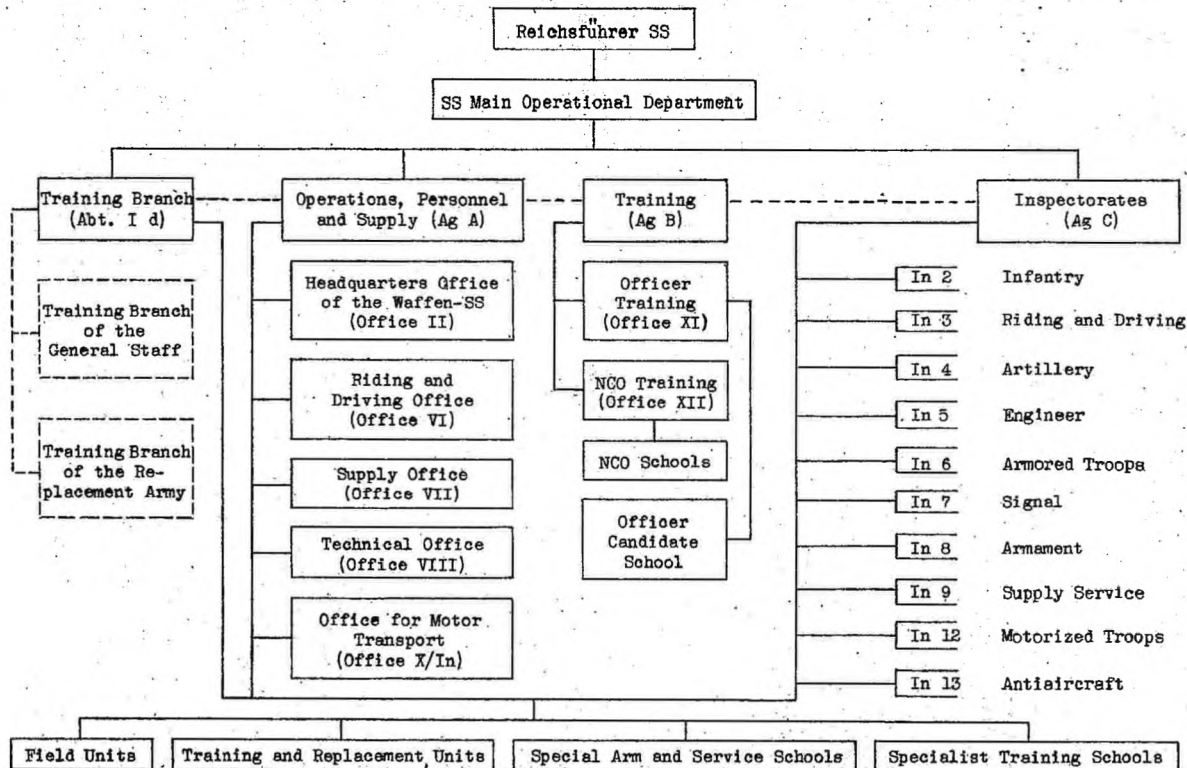 Reichsführer SS
SS Main Operational Department
Training Branch
(Abt. I d)
Operations, Personnel
and Supply (Ag A)
Training
(Ag B)
Inspectorates
(Ag C)
Training Branch
of the
General Staff
Training Branch
of the Re-
placement Army
Headquarters Office
of the Waffen-SS
(Office II)
Riding and
Driving Office
(Office VI)
Supply Office
(Office VII)
Technical Office
(Office VIII)
Office for Motor
Transport
(Office X/In)
Officer
Training
(Office XI)
NCO Training
(Office XII)
NCO Schools
Officer
Candidate
School
In 2 Infantry
In 3 Riding and Driving
In 4 Artillery
In 5 Engineer
In 6 Armored Troops
In 7 Signal
In 8 Armament
In 9 Supply Service
In 12 Motorized Troops
In 13 Antiaircraft
Field Units
Training and Replacement Units
Special Arm and Service Schools
Specialist Training Schools